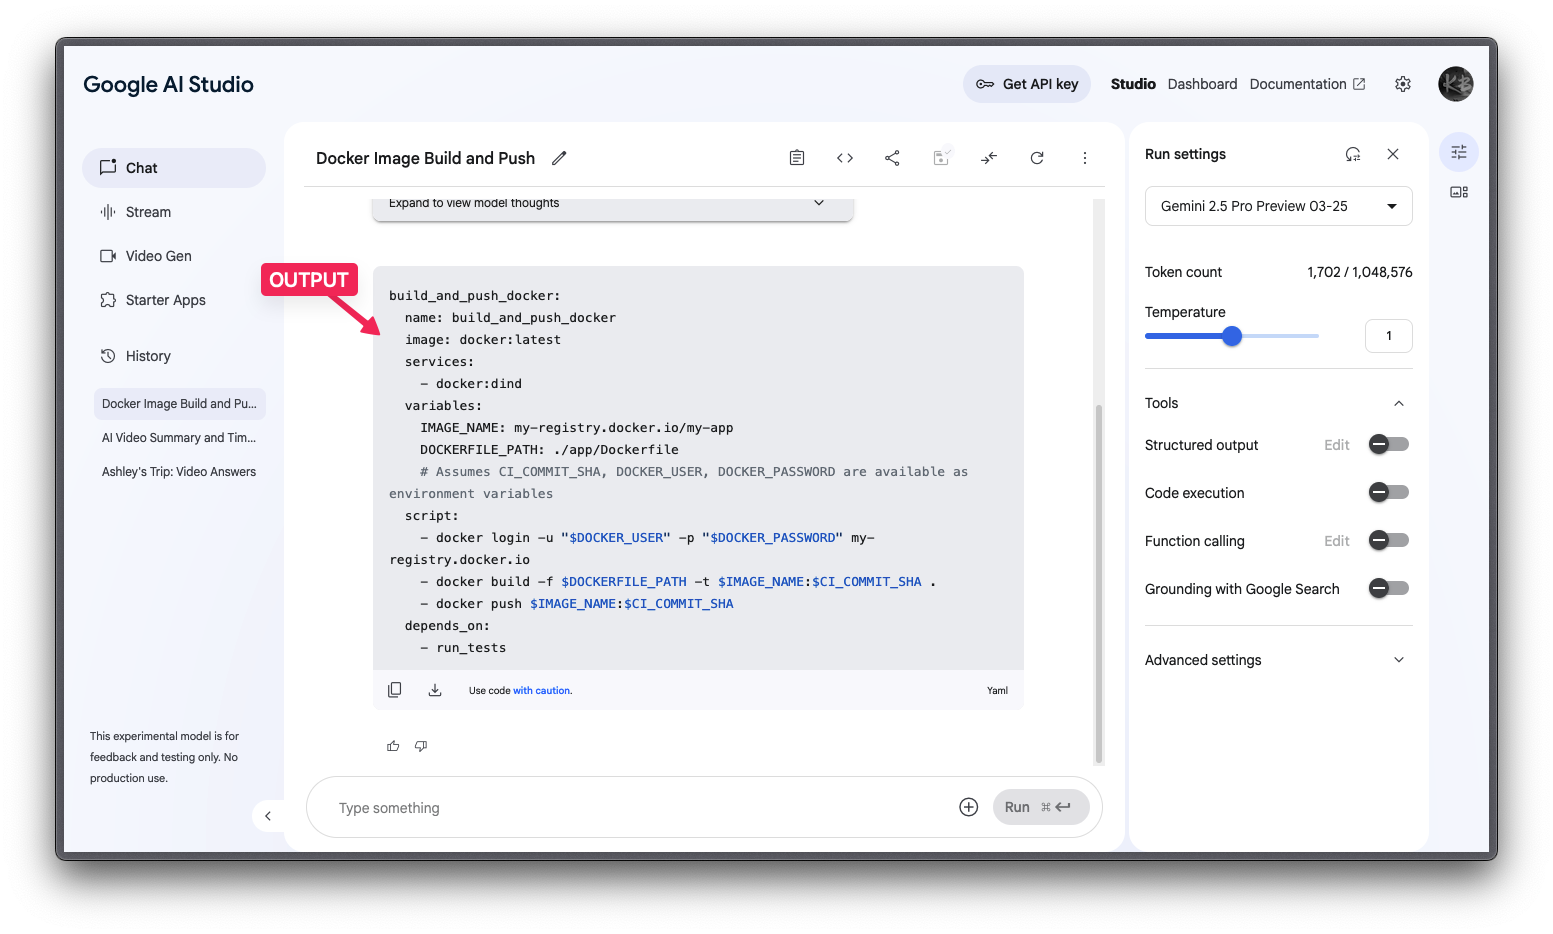 Google AI Studio
Get API key
Studio
Dashboard
Documentation
Chat
Stream
Video Gen
Starter Apps
History
Docker Image Build and Pu...
AI Video Summary and Tim...
Ashley's Trip: Video Answers
This experimental model is for
feedback and testing only. No
production use.
Docker Image Build and Push
Expand to view model thoughts
OUTPUT
build_and_push_docker:
name: build_and_push_docker
image: docker:latest
services:
- docker:dind
variables:
IMAGE_NAME: my-registry.docker.io/my-app
DOCKERFILE_PATH: ./app/Dockerfile
# Assumes CI_COMMIT_SHA, DOCKER_USER, DOCKER_PASSWORD are available as
environment variables
script:
- docker login -u "$DOCKER_USER" -p "$DOCKER_PASSWORD" my-
registry.docker.io
- docker build -f $DOCKERFILE_PATH -t $IMAGE_NAME:$CI_COMMIT_SHA .
- docker push $IMAGE_NAME:$CI_COMMIT_SHA
depends_on:
- run_tests
Use code with caution.
Yaml
Type something
Run ⌘
Run settings
Gemini 2.5 Pro Preview 03-25
Token count 1,702 / 1,048,576
Temperature
1
Tools
Structured output Edit
Code execution
Function calling Edit
Grounding with Google Search
Advanced settings
KB